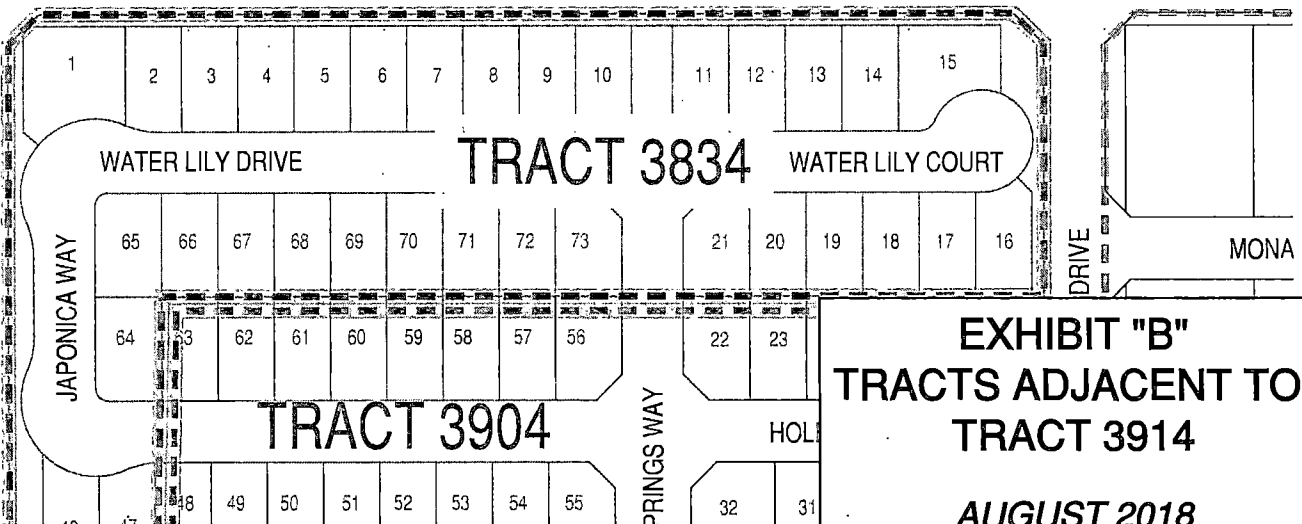 1 2 3 4 5 6 7 8 9 10 11 12 13 14 15
WATER LILY DRIVE TRACT 3834 WATER LILY COURT
JAPONICA WAY
65 66 67 68 69 70 71 72 73 21 20 19 18 17 16
DRIVE
MONA
64 63 62 61 60 59 58 57 56 22 23
TRACT 3904
PRINGS WAY
HOL
48 49 50 51 52 53 54 55 32 31
47
EXHIBIT "B"
TRACTS ADJACENT TO
TRACT 3914
AUGUST 2018